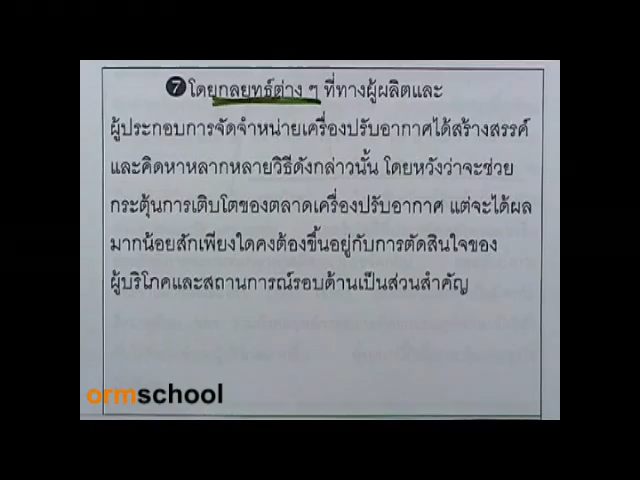 ❼ โดยกลยุทธ์ต่าง ๆ ที่ทางผู้ผลิตและ
ผู้ประกอบการจัดจำหน่ายเครื่องปรับอากาศได้สร้างสรรค์
และคิดหาหลากหลายวิธีดังกล่าวนั้น โดยหวังว่าจะช่วย
กระตุ้นการเติบโตของตลาดเครื่องปรับอากาศ แต่จะได้ผล
มากน้อยสักเพียงใดคงต้องขึ้นอยู่กับการตัดสินใจของ
ผู้บริโภคและสถานการณ์รอบด้านเป็นส่วนสำคัญ
ormschool